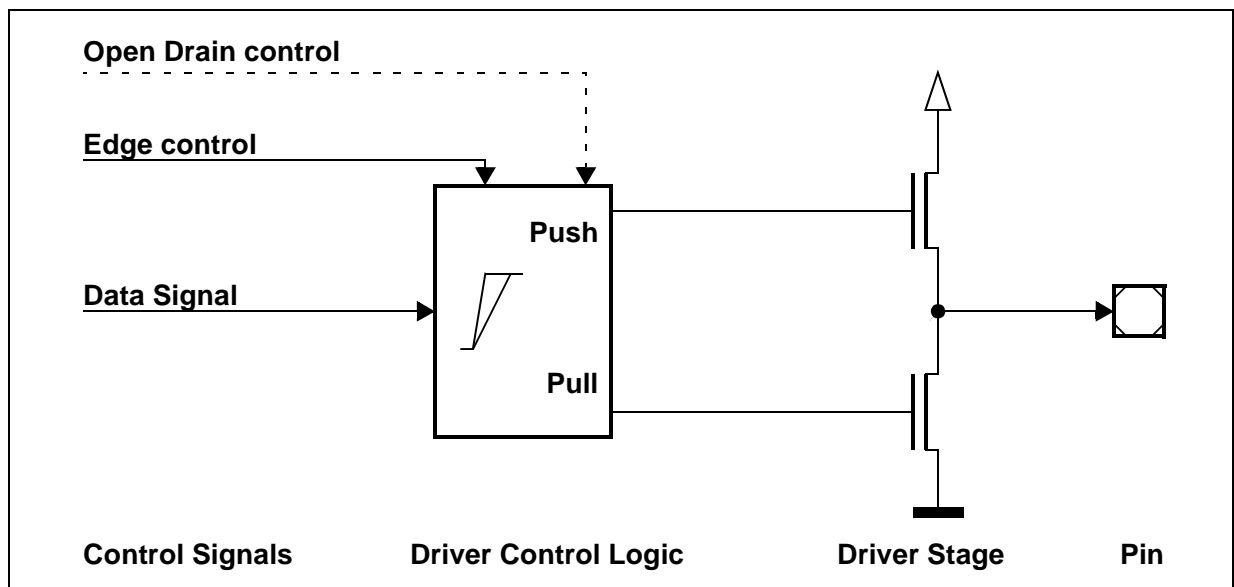 Open Drain control
Edge control
Push
Data Signal
Pull
Control Signals
Driver Control Logic
Driver Stage
Pin